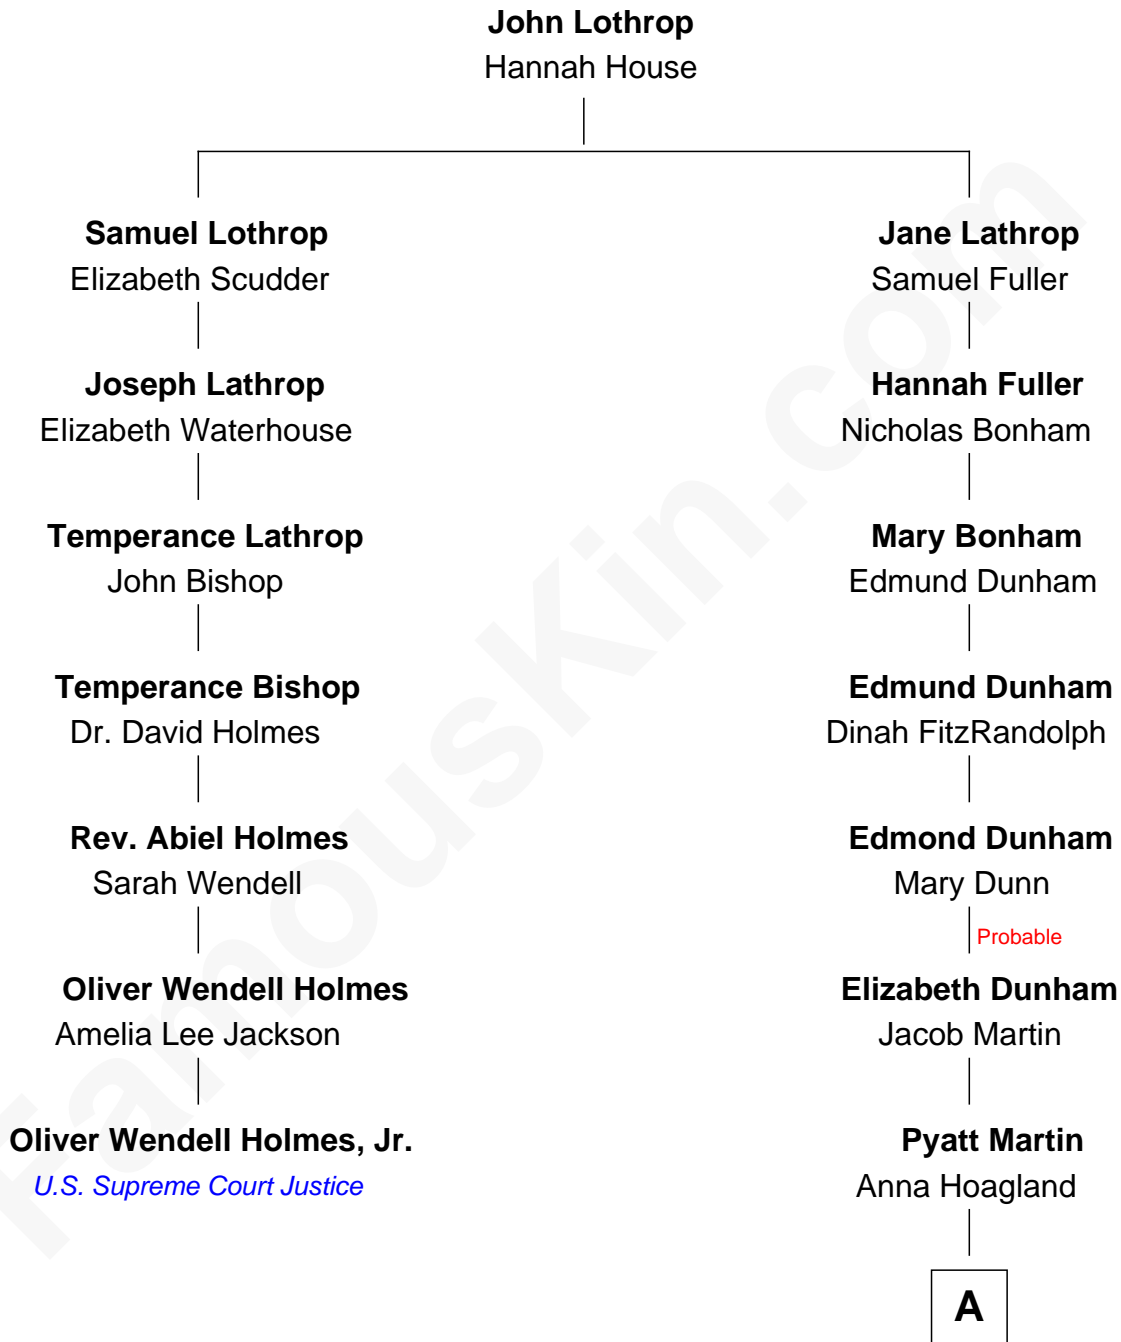 John Lothrop
Hannah House
Samuel Lothrop
Elizabeth Scudder
Jane Lathrop
Samuel Fuller
Joseph Lathrop
Elizabeth Waterhouse
Hannah Fuller
Nicholas Bonham
Temperance Lathrop
John Bishop
Mary Bonham
Edmund Dunham
Temperance Bishop
Dr. David Holmes
Edmund Dunham
Dinah FitzRandolph
Rev. Abiel Holmes
Sarah Wendell
Edmond Dunham
Mary Dunn
Probable
Oliver Wendell Holmes
Amelia Lee Jackson
Elizabeth Dunham
Jacob Martin
Oliver Wendell Holmes, Jr.
U.S. Supreme Court Justice
Pyatt Martin
Anna Hoagland
A
FamousKin.com